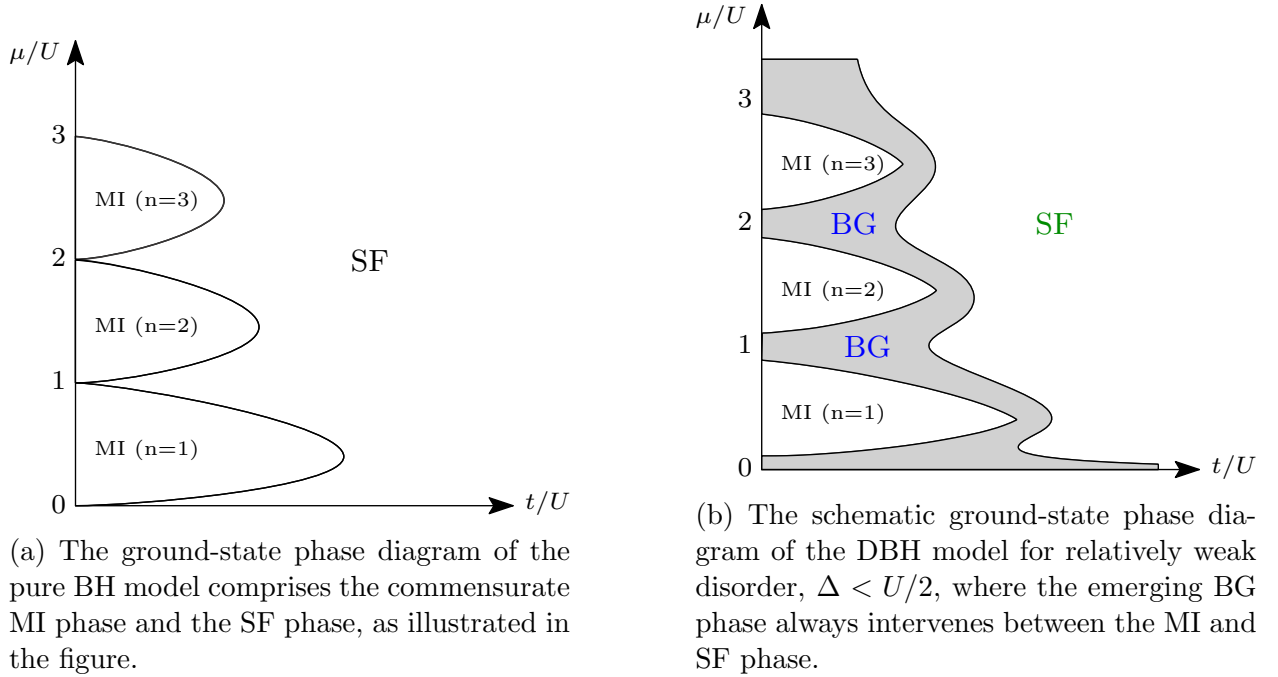 μ/U
3
MI (n=3)
2
SF
MI (n=2)
1
MI (n=1)
0
t/U
(a) The ground-state phase diagram of the
pure BH model comprises the commensurate
MI phase and the SF phase, as illustrated in
the figure.
μ/U
3
MI (n=3)
2
BG
SF
MI (n=2)
1
BG
MI (n=1)
0
t/U
(b) The schematic ground-state phase dia-
gram of the DBH model for relatively weak
disorder, Δ < U/2, where the emerging BG
phase always intervenes between the MI and
SF phase.